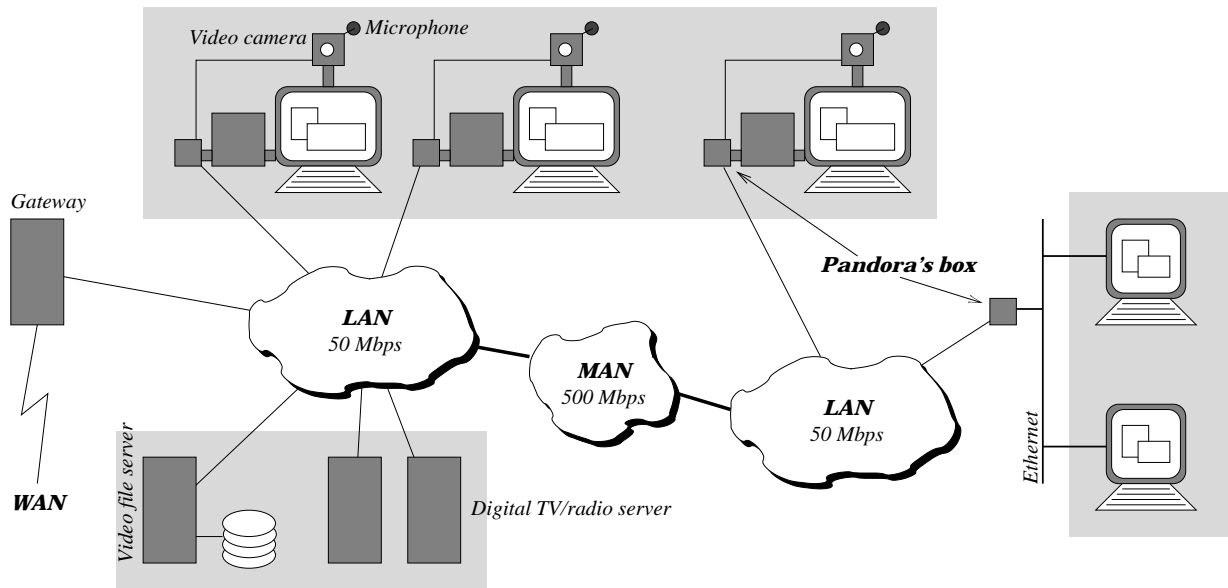 Video camera
Microphone
Gateway
Pandora's box
LAN
50 Mbps
MAN
500 Mbps
LAN
50 Mbps
Ethernet
WAN
Video file server
Digital TV/radio server